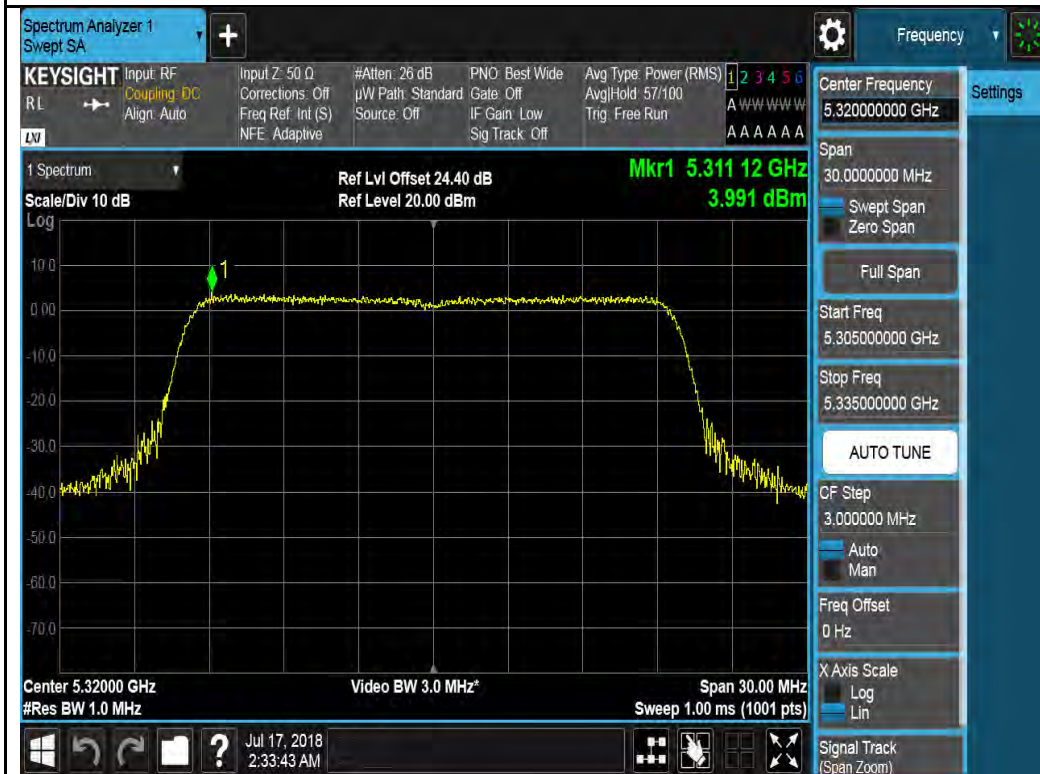 Spectrum Analyzer 1
Swept SA
+
Frequency
KEYSIGHT
RL
LXI
Input: RF
Coupling: DC
Align: Auto
Input Z: 50 Ω
Corrections: Off
Freq Ref: Int (S)
NFE: Adaptive
#Atten: 26 dB
µW Path: Standard
Source: Off
PNO: Best Wide
Gate: Off
IF Gain: Low
Sig Track: Off
Avg Type: Power (RMS)
Avg|Hold: 57/100
Trig: Free Run
1 2 3 4 5 6
A W W W W W
A A A A A A
1 Spectrum
Scale/Div 10 dB
Log
Ref Lvl Offset 24.40 dB
Ref Level 20.00 dBm
Mkr1 5.311 12 GHz
3.991 dBm
1
10.0
0.00
-10.0
-20.0
-30.0
-40.0
-50.0
-60.0
-70.0
Center 5.32000 GHz
#Res BW 1.0 MHz
Video BW 3.0 MHz*
Span 30.00 MHz
Sweep 1.00 ms (1001 pts)
?
Jul 17, 2018
2:33:43 AM
Center Frequency
5.320000000 GHz
Span
30.0000000 MHz
Swept Span
Zero Span
Full Span
Start Freq
5.305000000 GHz
Stop Freq
5.335000000 GHz
AUTO TUNE
CF Step
3.000000 MHz
Auto
Man
Freq Offset
0 Hz
X Axis Scale
Log
Lin
Signal Track
(Span Zoom)
Settings